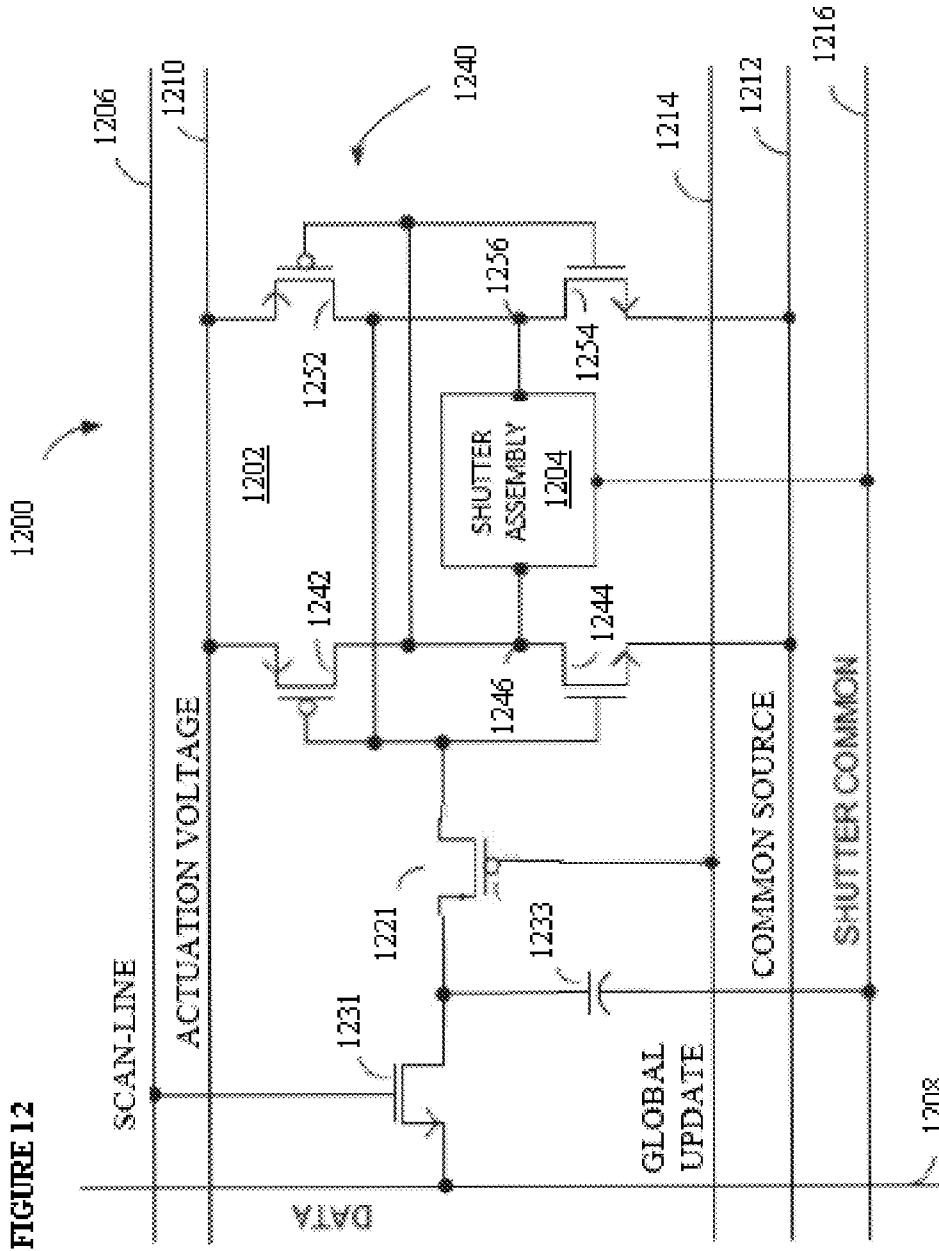 FIGURE 12
1200
SCAN-LINE
1206
ACTUATION VOLTAGE
1210
1202
1240
1242
1252
1231
1221
1246
1256
SHUTTER
ASSEMBLY
1204
1244
1254
1233
DATA
GLOBAL
UPDATE
1214
COMMON SOURCE
1212
SHUTTER COMMON
1216
1208